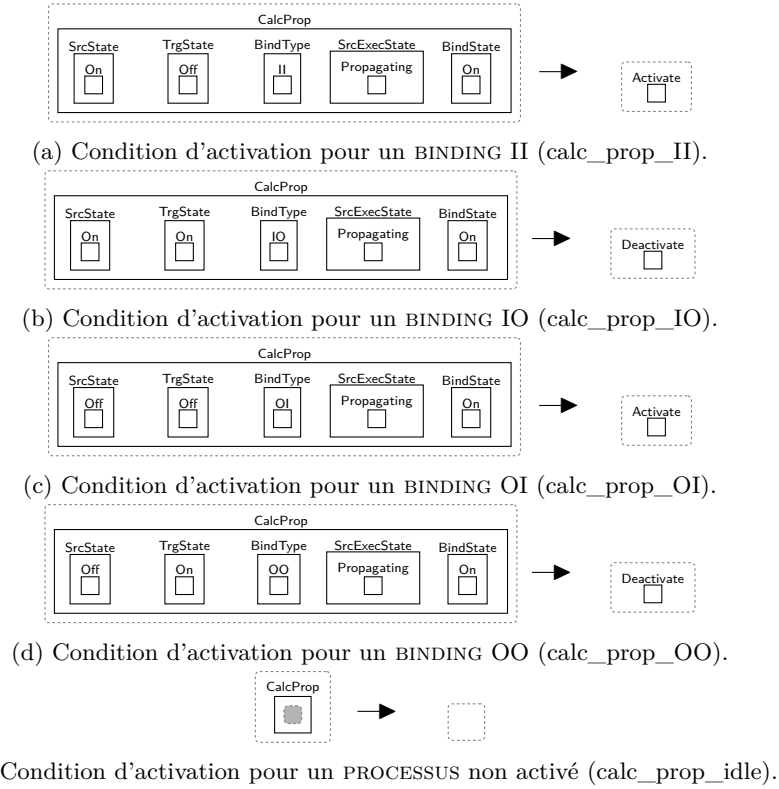 CalcProp
SrcState TrgState BindType SrcExecState BindState
On Off II Propagating On
Activate
(a) Condition d'activation pour un BINDING II (calc_prop_II).
CalcProp
SrcState TrgState BindType SrcExecState BindState
On On IO Propagating On
Deactivate
(b) Condition d'activation pour un BINDING IO (calc_prop_IO).
CalcProp
SrcState TrgState BindType SrcExecState BindState
Off Off OI Propagating On
Activate
(c) Condition d'activation pour un BINDING OI (calc_prop_OI).
CalcProp
SrcState TrgState BindType SrcExecState BindState
Off On OO Propagating On
Deactivate
(d) Condition d'activation pour un BINDING OO (calc_prop_OO).
CalcProp
Condition d'activation pour un PROCESSUS non activé (calc_prop_idle).